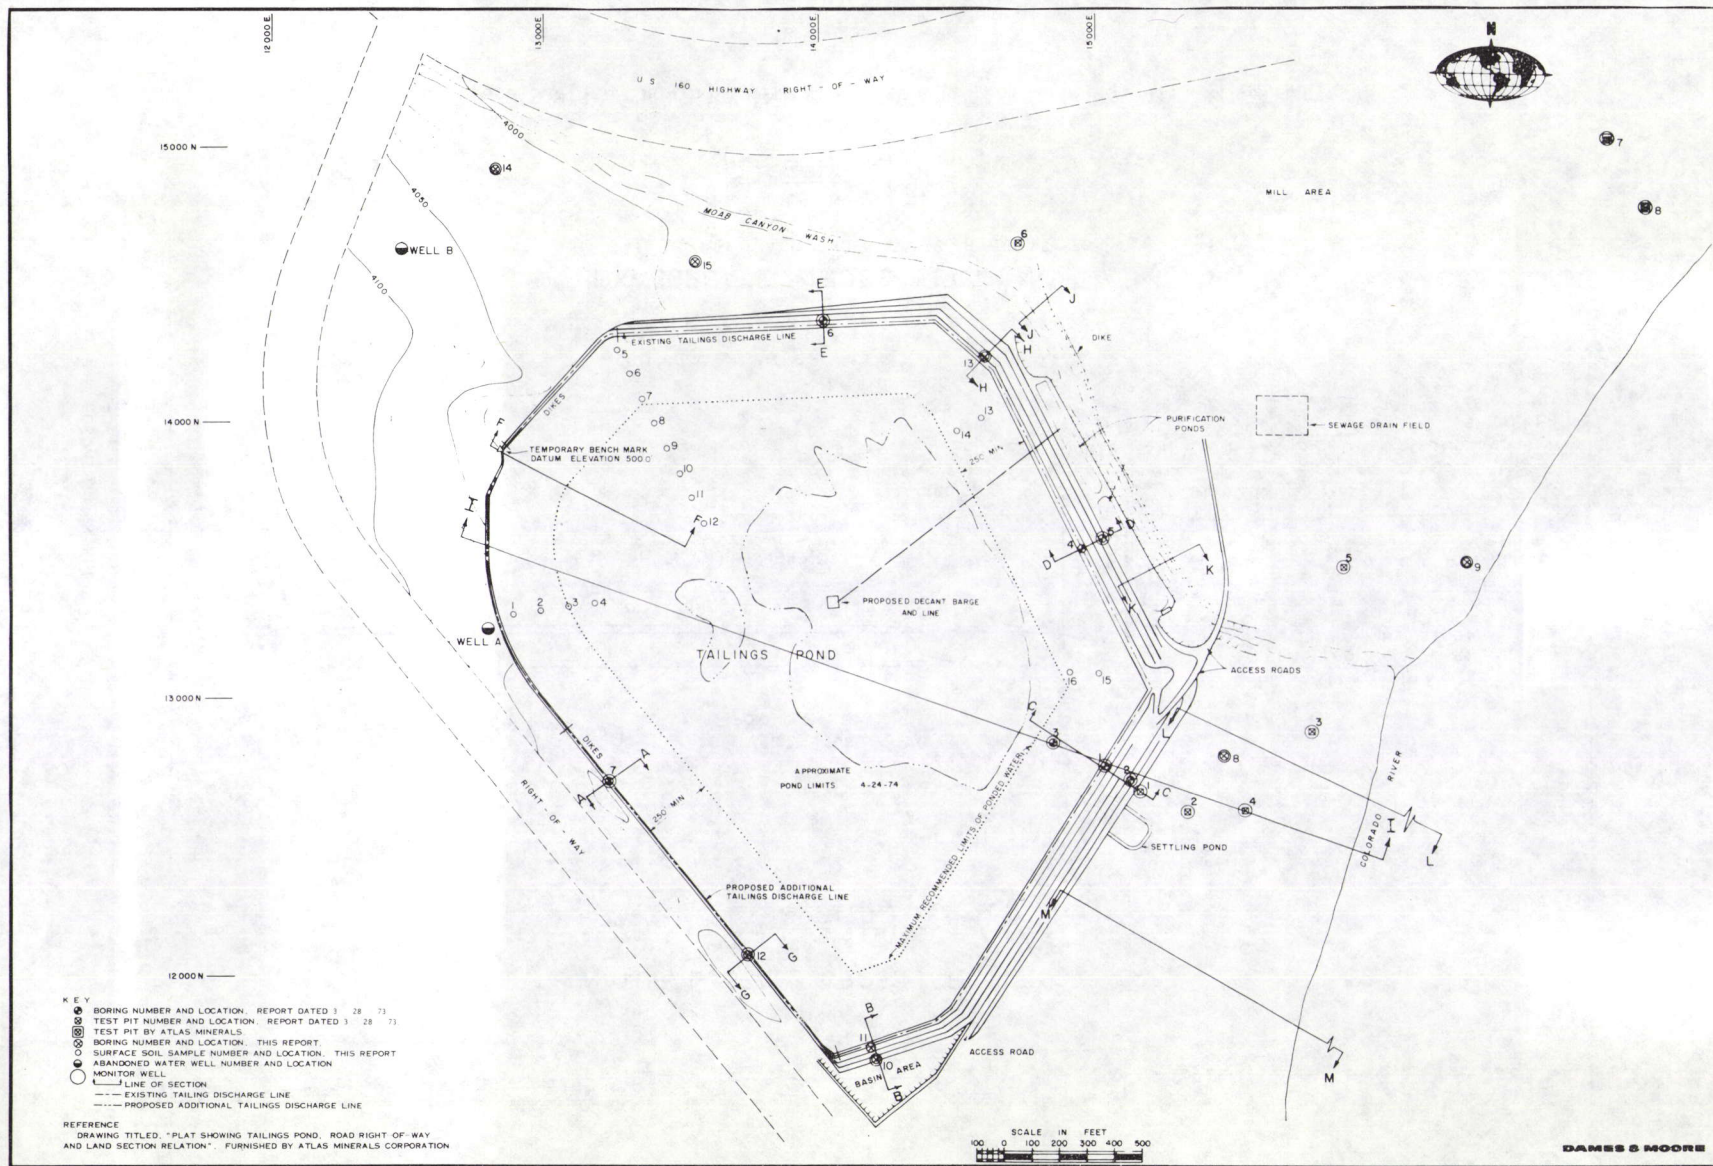 12000E
13000E
14000E
15000E
N
U S 160 HIGHWAY RIGHT - OF - WAY
15000 N
4000
14
7
MILL AREA
8
4050
MOAB CANYON WASH
6
WELL B
15
4100
E
J
6
EXISTING TAILINGS DISCHARGE LINE
E
J
H
DIKE
5
13
6
H
7
DIKES
13
PURIFICATION
PONDS
14000 N
F
8
14
SEWAGE DRAIN FIELD
TEMPORARY BENCH MARK
DATUM ELEVATION 500.0
9
250' MIN
10
I
11
F
12
D
5
4
D
5
9
K
K
1
2
3
4
PROPOSED DECANT BARGE
AND LINE
WELL A
TAILINGS POND
16
15
ACCESS ROADS
13000 N
C
3
L
3
DIKES
A
8
7
APPROXIMATE
POND LIMITS 4-24-74
1
C
2
4
A
250' MIN
RIGHT - OF - WAY
MAXIMUM RECOMMENDED LIMITS OF PONDED WATER
SETTLING POND
COLORADO RIVER
I
L
PROPOSED ADDITIONAL
TAILINGS DISCHARGE LINE
M
12
G
G
12000 N
B
11
10
BASIN AREA
B
ACCESS ROAD
M
KEY
BORING NUMBER AND LOCATION, REPORT DATED 3 28 73
TEST PIT NUMBER AND LOCATION. REPORT DATED 3 28 73
TEST PIT BY ATLAS MINERALS.
BORING NUMBER AND LOCATION, THIS REPORT.
SURFACE SOIL SAMPLE NUMBER AND LOCATION, THIS REPORT
ABANDONED WATER WELL NUMBER AND LOCATION
MONITOR WELL
LINE OF SECTION
EXISTING TAILING DISCHARGE LINE
PROPOSED ADDITIONAL TAILINGS DISCHARGE LINE
REFERENCE
DRAWING TITLED, "PLAT SHOWING TAILINGS POND, ROAD RIGHT-OF-WAY
AND LAND SECTION RELATION". FURNISHED BY ATLAS MINERALS CORPORATION
SCALE IN FEET
100 0 100 200 300 400 500
DAMES & MOORE